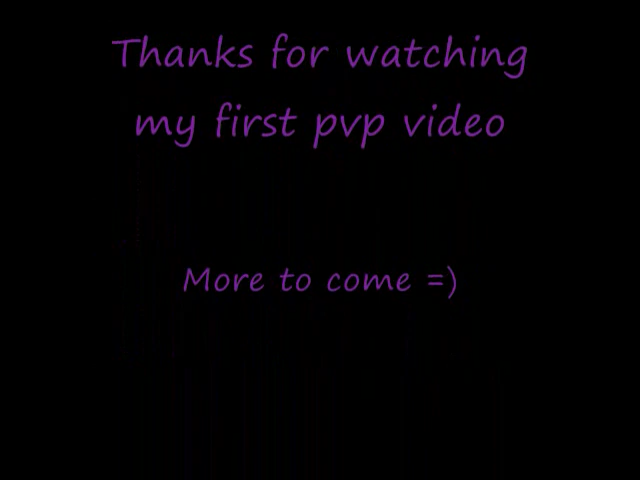 Thanks for watching
my first pvp video
More to come =)